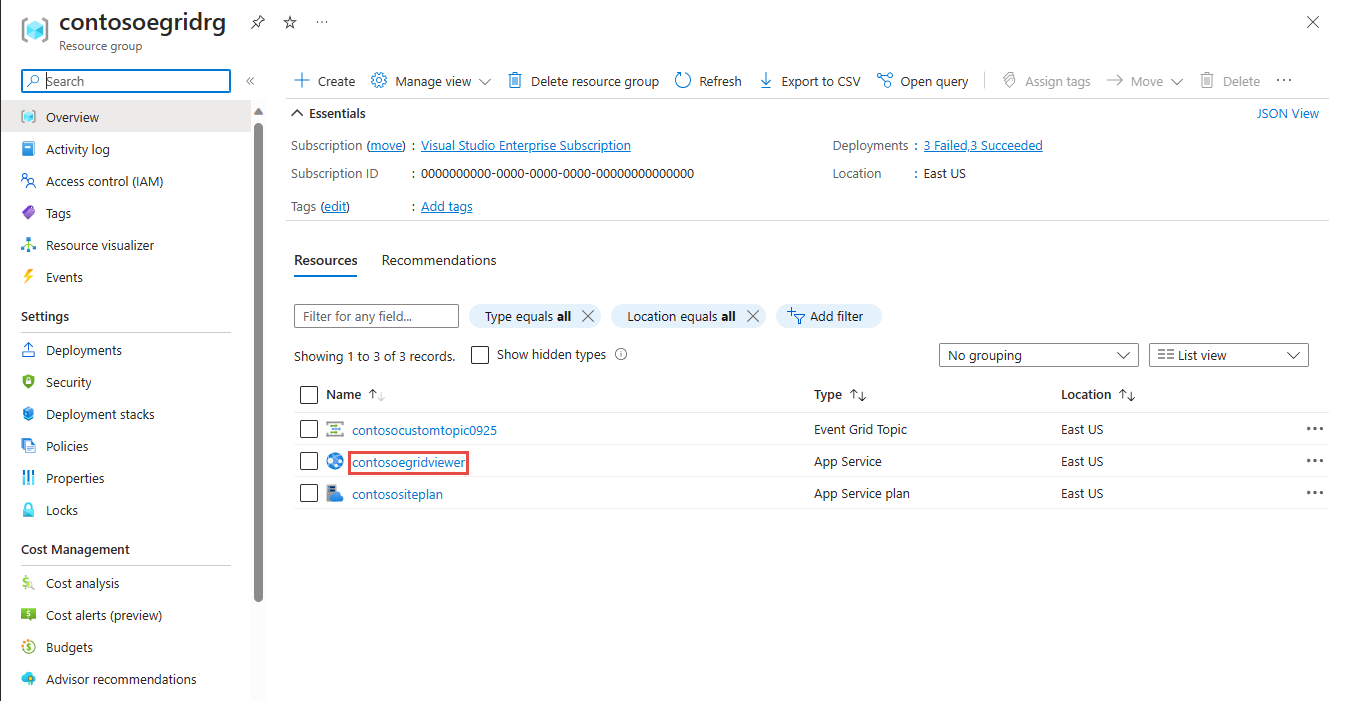 contosoegridrg
Resource group
Search
Create Manage view Delete resource group Refresh Export to CSV Open query Assign tags Move Delete
Overview
Activity log
Access control (IAM)
Tags
Resource visualizer
Events
Settings
Deployments
Security
Deployment stacks
Policies
Properties
Locks
Cost Management
Cost analysis
Cost alerts (preview)
Budgets
Advisor recommendations
Essentials JSON View
Subscription (move) : Visual Studio Enterprise Subscription Deployments : 3 Failed,3 Succeeded
Subscription ID : 0000000000-0000-0000-0000-00000000000000 Location : East US
Tags (edit) : Add tags
Resources Recommendations
Filter for any field... Type equals all Location equals all Add filter
Showing 1 to 3 of 3 records. Show hidden types No grouping List view
Name Type Location
contosocustomtopic0925 Event Grid Topic East US
contosoegridviewer App Service East US
contosositeplan App Service plan East US